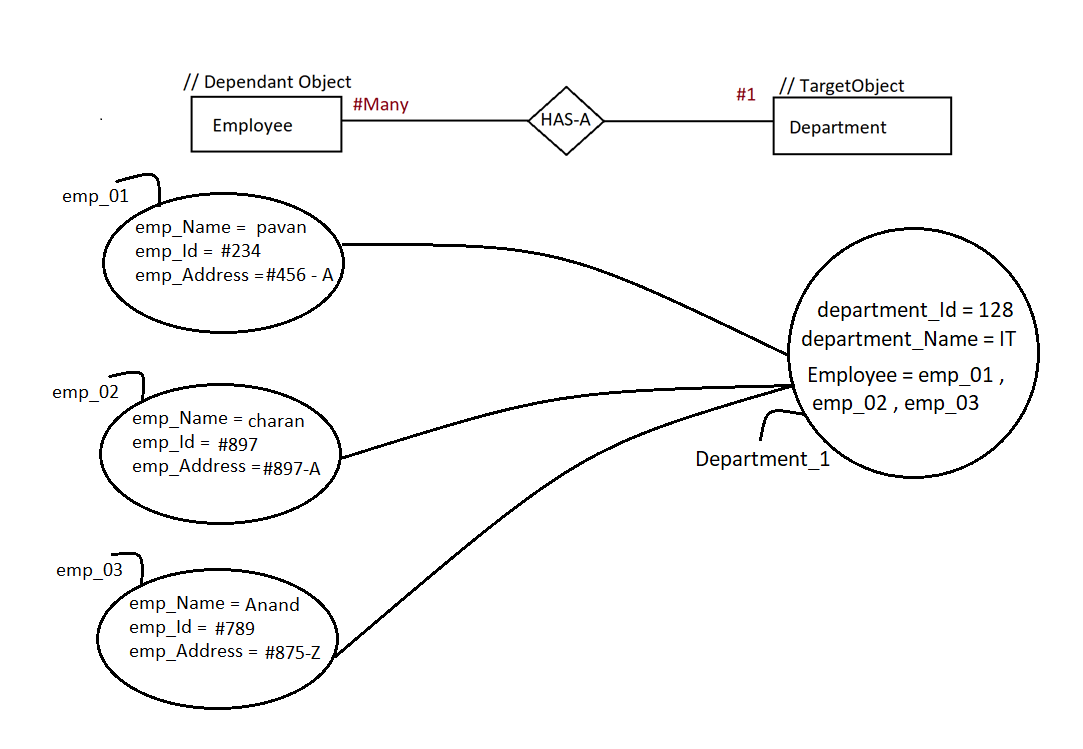 // Dependant Object
// TargetObject
#Many
#1
Employee
HAS-A
Department
emp_01
emp_Name = pavan
emp_Id = #234
emp_Address =#456 - A
department_Id = 128
department_Name = IT
Employee = emp_01 ,
emp_02 , emp_03
Department_1
emp_02
emp_Name = charan
emp_Id = #897
emp_Address =#897-A
emp_03
emp_Name = Anand
emp_Id = #789
emp_Address = #875-Z